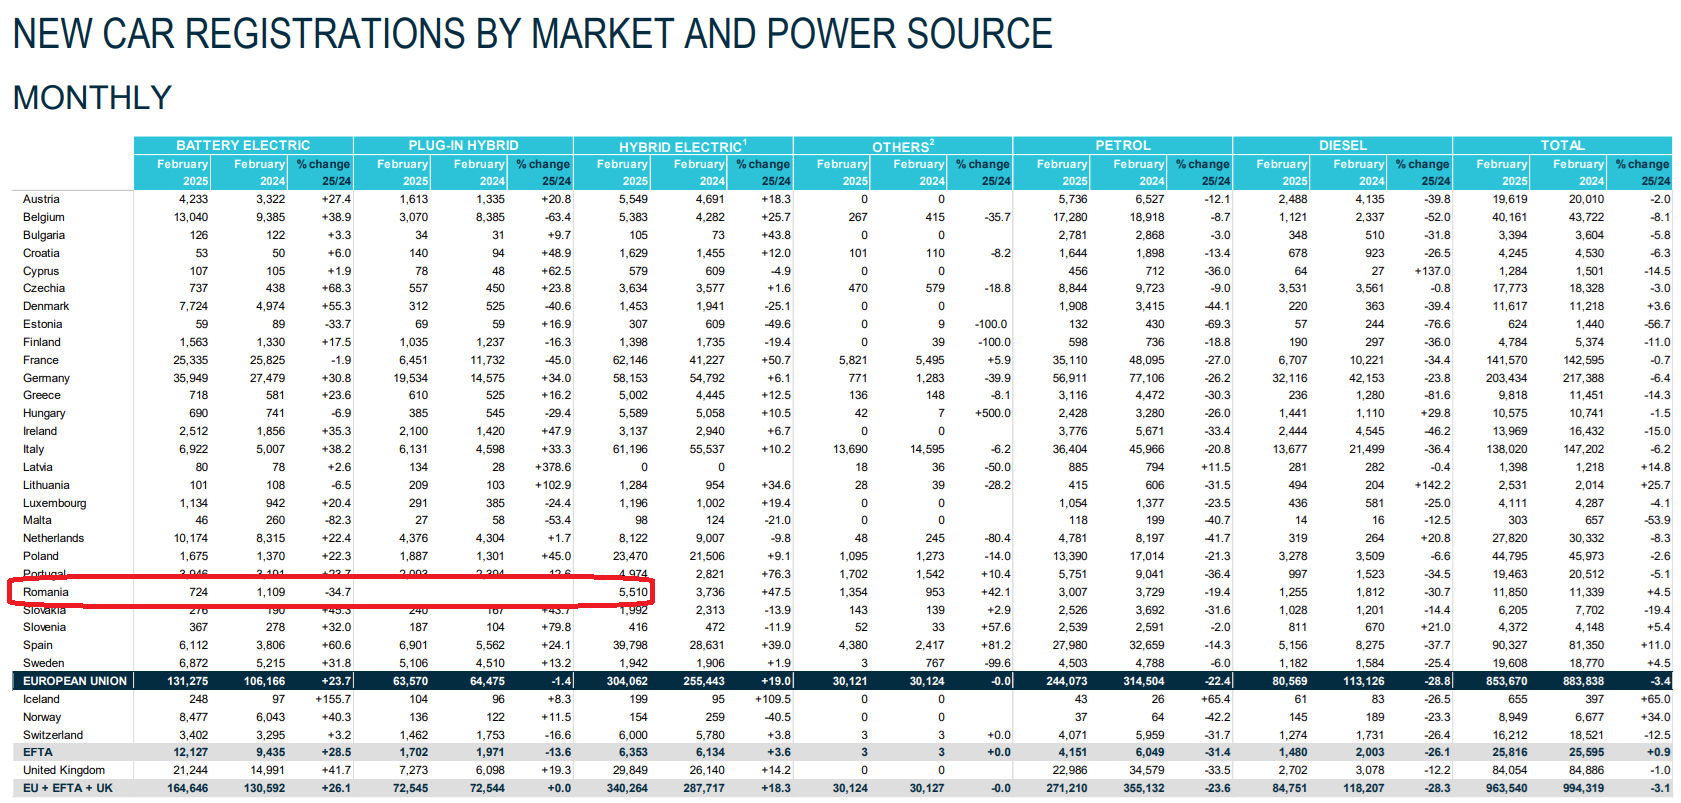 NEW CAR REGISTRATIONS BY MARKET AND POWER SOURCE
MONTHLY
BATTERY ELECTRIC PLUG-IN HYBRID HYBRID ELECTRIC1 OTHERS2 PETROL DIESEL TOTAL
February February % change February February % change February February % change February February % change February February % change February February % change February February % change
2025 2024 25/24 2025 2024 25/24 2025 2024 25/24 2025 2024 25/24 2025 2024 25/24 2025 2024 25/24 2025 2024 25/24
Austria 4,233 3,322 +27.4 1,613 1,335 +20.8 5,549 4,691 +18.3 0 0 5,736 6,527 -12.1 2,488 4,135 -39.8 19,619 20,010 -2.0
Belgium 13,040 9,385 +38.9 3,070 8,385 -63.4 5,383 4,282 +25.7 267 415 -35.7 17,280 18,918 -8.7 1,121 2,337 -52.0 40,161 43,722 -8.1
Bulgaria 126 122 +3.3 34 31 +9.7 105 73 +43.8 0 0 2,781 2,868 -3.0 348 510 -31.8 3,394 3,604 -5.8
Croatia 53 50 +6.0 140 94 +48.9 1,629 1,455 +12.0 101 110 -8.2 1,644 1,898 -13.4 678 923 -26.5 4,245 4,530 -6.3
Cyprus 107 105 +1.9 78 48 +62.5 579 609 -4.9 0 0 456 712 -36.0 64 27 +137.0 1,284 1,501 -14.5
Czechia 737 438 +68.3 557 450 +23.8 3,634 3,577 +1.6 470 579 -18.8 8,844 9,723 -9.0 3,531 3,561 -0.8 17,773 18,328 -3.0
Denmark 7,724 4,974 +55.3 312 525 -40.6 1,453 1,941 -25.1 0 0 1,908 3,415 -44.1 220 363 -39.4 11,617 11,218 +3.6
Estonia 59 89 -33.7 69 59 +16.9 307 609 -49.6 0 9 -100.0 132 430 -69.3 57 244 -76.6 624 1,440 -56.7
Finland 1,563 1,330 +17.5 1,035 1,237 -16.3 1,398 1,735 -19.4 0 39 -100.0 598 736 -18.8 190 297 -36.0 4,784 5,374 -11.0
France 25,335 25,825 -1.9 6,451 11,732 -45.0 62,146 41,227 +50.7 5,821 5,495 +5.9 35,110 48,095 -27.0 6,707 10,221 -34.4 141,570 142,595 -0.7
Germany 35,949 27,479 +30.8 19,534 14,575 +34.0 58,153 54,792 +6.1 771 1,283 -39.9 56,911 77,106 -26.2 32,116 42,153 -23.8 203,434 217,388 -6.4
Greece 718 581 +23.6 610 525 +16.2 5,002 4,445 +12.5 136 148 -8.1 3,116 4,472 -30.3 236 1,280 -81.6 9,818 11,451 -14.3
Hungary 690 741 -6.9 385 545 -29.4 5,589 5,058 +10.5 42 7 +500.0 2,428 3,280 -26.0 1,441 1,110 +29.8 10,575 10,741 -1.5
Ireland 2,512 1,856 +35.3 2,100 1,420 +47.9 3,137 2,940 +6.7 0 0 3,776 5,671 -33.4 2,444 4,545 -46.2 13,969 16,432 -15.0
Italy 6,922 5,007 +38.2 6,131 4,598 +33.3 61,196 55,537 +10.2 13,690 14,595 -6.2 36,404 45,966 -20.8 13,677 21,499 -36.4 138,020 147,202 -6.2
Latvia 80 78 +2.6 134 28 +378.6 0 0 18 36 -50.0 885 794 +11.5 281 282 -0.4 1,398 1,218 +14.8
Lithuania 101 108 -6.5 209 103 +102.9 1,284 954 +34.6 28 39 -28.2 415 606 -31.5 494 204 +142.2 2,531 2,014 +25.7
Luxembourg 1,134 942 +20.4 291 385 -24.4 1,196 1,002 +19.4 0 0 1,054 1,377 -23.5 436 581 -25.0 4,111 4,287 -4.1
Malta 46 260 -82.3 27 58 -53.4 98 124 -21.0 0 0 118 199 -40.7 14 16 -12.5 303 657 -53.9
Netherlands 10,174 8,315 +22.4 4,376 4,304 +1.7 8,122 9,007 -9.8 48 245 -80.4 4,781 8,197 -41.7 319 264 +20.8 27,820 30,332 -8.3
Poland 1,675 1,370 +22.3 1,887 1,301 +45.0 23,470 21,506 +9.1 1,095 1,273 -14.0 13,390 17,014 -21.3 3,278 3,509 -6.6 44,795 45,973 -2.6
Portugal 4,974 2,821 +76.3 1,702 1,542 +10.4 5,751 9,041 -36.4 997 1,523 -34.5 19,463 20,512 -5.1
Romania 724 1,109 -34.7 5,510 3,736 +47.5 1,354 953 +42.1 3,007 3,729 -19.4 1,255 1,812 -30.7 11,850 11,339 +4.5
Slovakia 276 190 +45.3 240 167 +43.7 1,992 2,313 -13.9 143 139 +2.9 2,526 3,692 -31.6 1,028 1,201 -14.4 6,205 7,702 -19.4
Slovenia 367 278 +32.0 187 104 +79.8 416 472 -11.9 52 33 +57.6 2,539 2,591 -2.0 811 670 +21.0 4,372 4,148 +5.4
Spain 6,112 3,806 +60.6 6,901 5,562 +24.1 39,798 28,631 +39.0 4,380 2,417 +81.2 27,980 32,659 -14.3 5,156 8,275 -37.7 90,327 81,350 +11.0
Sweden 6,872 5,215 +31.8 5,106 4,510 +13.2 1,942 1,906 +1.9 3 767 -99.6 4,503 4,788 -6.0 1,182 1,584 -25.4 19,608 18,770 +4.5
EUROPEAN UNION 131,275 106,166 +23.7 63,570 64,475 -1.4 304,062 255,443 +19.0 30,121 30,124 -0.0 244,073 314,504 -22.4 80,569 113,126 -28.8 853,670 883,838 -3.4
Iceland 248 97 +155.7 104 96 +8.3 199 95 +109.5 0 0 43 26 +65.4 61 83 -26.5 655 397 +65.0
Norway 8,477 6,043 +40.3 136 122 +11.5 154 259 -40.5 0 0 37 64 -42.2 145 189 -23.3 8,949 6,677 +34.0
Switzerland 3,402 3,295 +3.2 1,462 1,753 -16.6 6,000 5,780 +3.8 3 3 +0.0 4,071 5,959 -31.7 1,274 1,731 -26.4 16,212 18,521 -12.5
EFTA 12,127 9,435 +28.5 1,702 1,971 -13.6 6,353 6,134 +3.6 3 3 +0.0 4,151 6,049 -31.4 1,480 2,003 -26.1 25,816 25,595 +0.9
United Kingdom 21,244 14,991 +41.7 7,273 6,098 +19.3 29,849 26,140 +14.2 0 0 22,986 34,579 -33.5 2,702 3,078 -12.2 84,054 84,886 -1.0
EU + EFTA + UK 164,646 130,592 +26.1 72,545 72,544 +0.0 340,264 287,717 +18.3 30,124 30,127 -0.0 271,210 355,132 -23.6 84,751 118,207 -28.3 963,540 994,319 -3.1